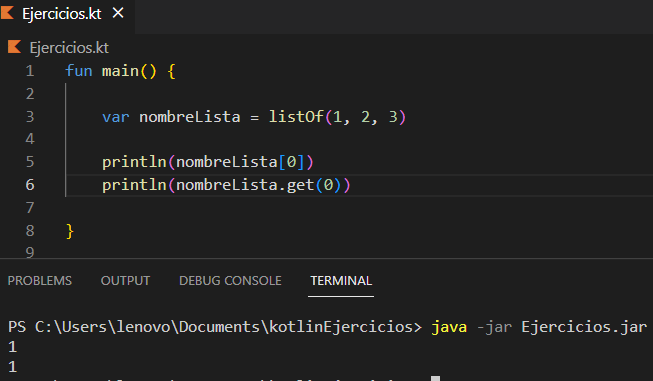 Ejercicios.kt ×
Ejercicios.kt
1 fun main() {
2
3 var nombreLista = listOf(1, 2, 3)
4
5 println(nombreLista[0])
6 println(nombreLista.get(0))
7
8 }
9
PROBLEMS OUTPUT DEBUG CONSOLE TERMINAL
PS C:\Users\lenovo\Documents\kotlinEjercicios> java -jar Ejercicios.jar
1
1